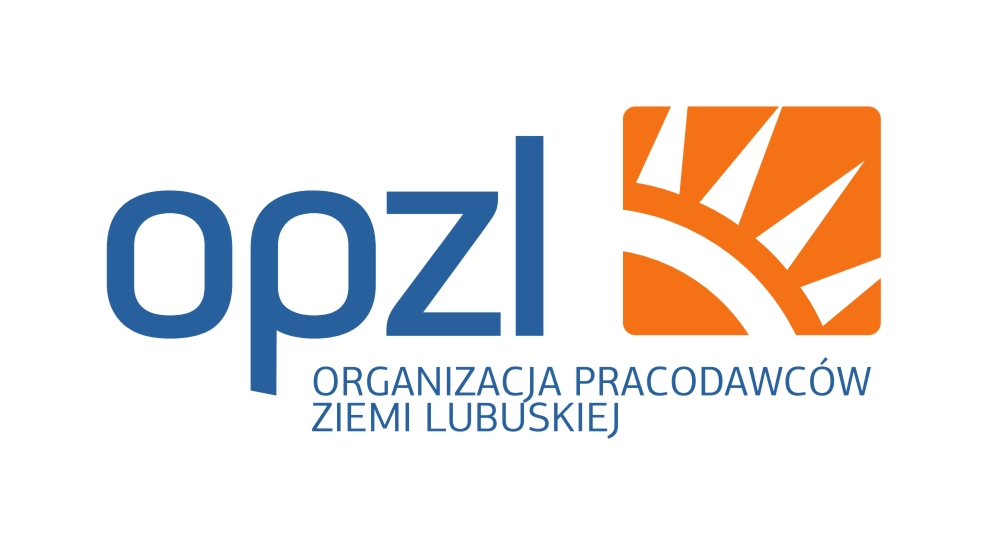 opzl
ORGANIZACJA PRACODAWCÓW
ZIEMI LUBUSKIEJ